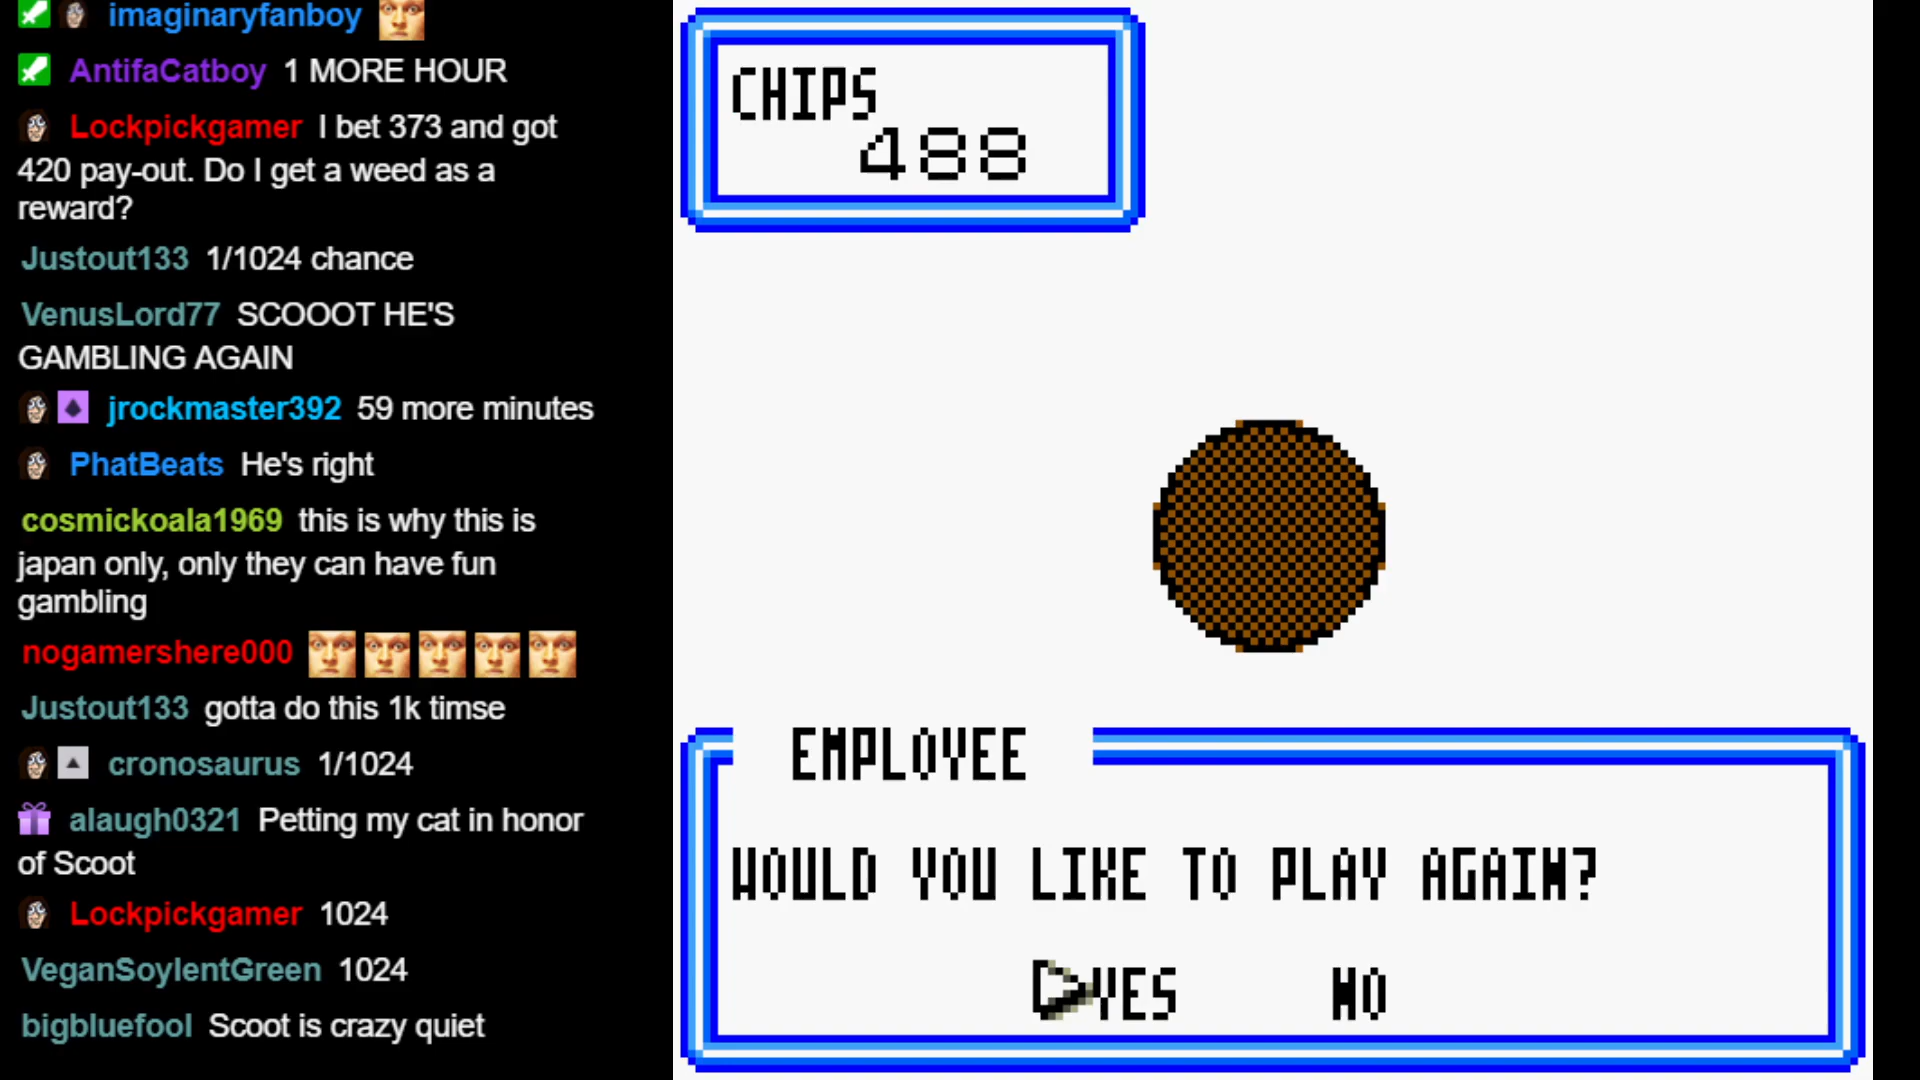 imaginaryfanboy
AntifaCatboy 1 MORE HOUR
Lockpickgamer I bet 373 and got
420 pay-out. Do I get a weed as a
reward?
Justout133 1/1024 chance
VenusLord77 SCOOOT HE'S
GAMBLING AGAIN
jrockmaster392 59 more minutes
PhatBeats He's right
cosmickoala1969 this is why this is
japan only, only they can have fun
gambling
nogamershere000
Justout133 gotta do this 1k timse
cronosaurus 1/1024
alaugh0321 Petting my cat in honor
of Scoot
Lockpickgamer 1024
VeganSoylentGreen 1024
bigbluefool Scoot is crazy quiet
CHIPS
488
EMPLOYEE
WOULD YOU LIKE TO PLAY AGAIN?
YES NO